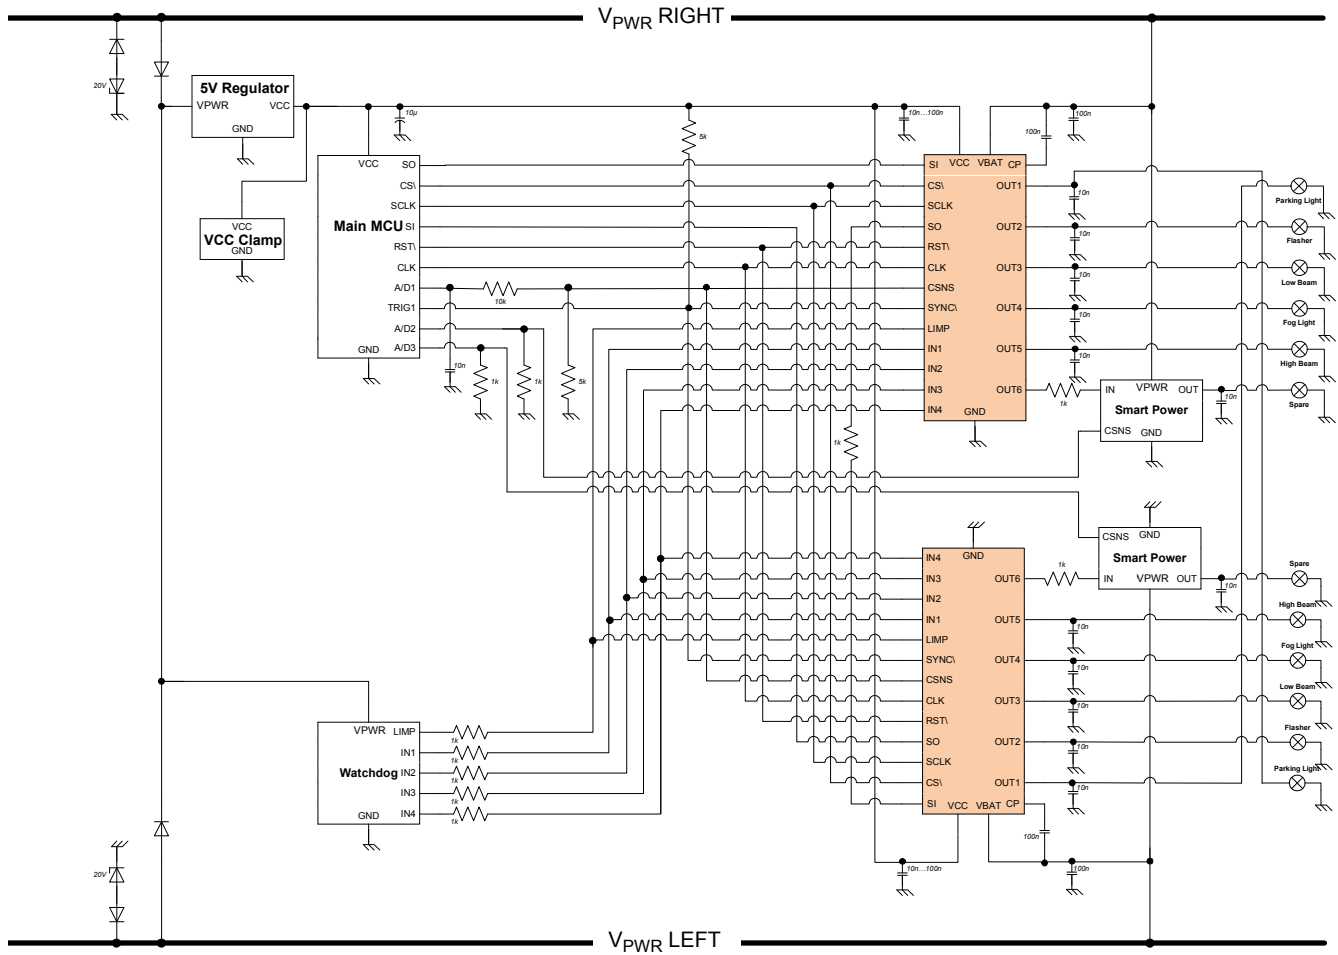 VPWR RIGHT
20V
5V Regulator
VPWR
VCC
GND
10µ
5k
10n...100n
100n
100n
VCC
VCC Clamp
GND
VCC
Main MCU
SO
CS\
SCLK
SI
RST\
CLK
A/D1
TRIG1
A/D2
A/D3
GND
10k
10n
1k
1k
5k
SI
VCC
VBAT
CP
CS\
SCLK
SO
RST\
CLK
CSNS
SYNC\
LIMP
IN1
IN2
IN3
IN4
GND
OUT1
OUT2
OUT3
OUT4
OUT5
OUT6
10n
10n
10n
10n
10n
1k
1k
Parking Light
Flasher
Low Beam
Fog Light
High Beam
Spare
IN
VPWR
OUT
Smart Power
CSNS
GND
10n
CSNS
GND
Smart Power
IN
VPWR
OUT
10n
1k
GND
IN4
IN3
IN2
IN1
LIMP
SYNC\
CSNS
CLK
RST\
SO
SCLK
CS\
SI
VCC
VBAT
CP
OUT6
OUT5
OUT4
OUT3
OUT2
OUT1
10n
10n
10n
10n
10n
Spare
High Beam
Fog Light
Low Beam
Flasher
Parking Light
VPWR
LIMP
IN1
Watchdog
IN2
IN3
GND
IN4
1k
1k
1k
1k
1k
100n
10n...100n
100n
20V
VPWR LEFT